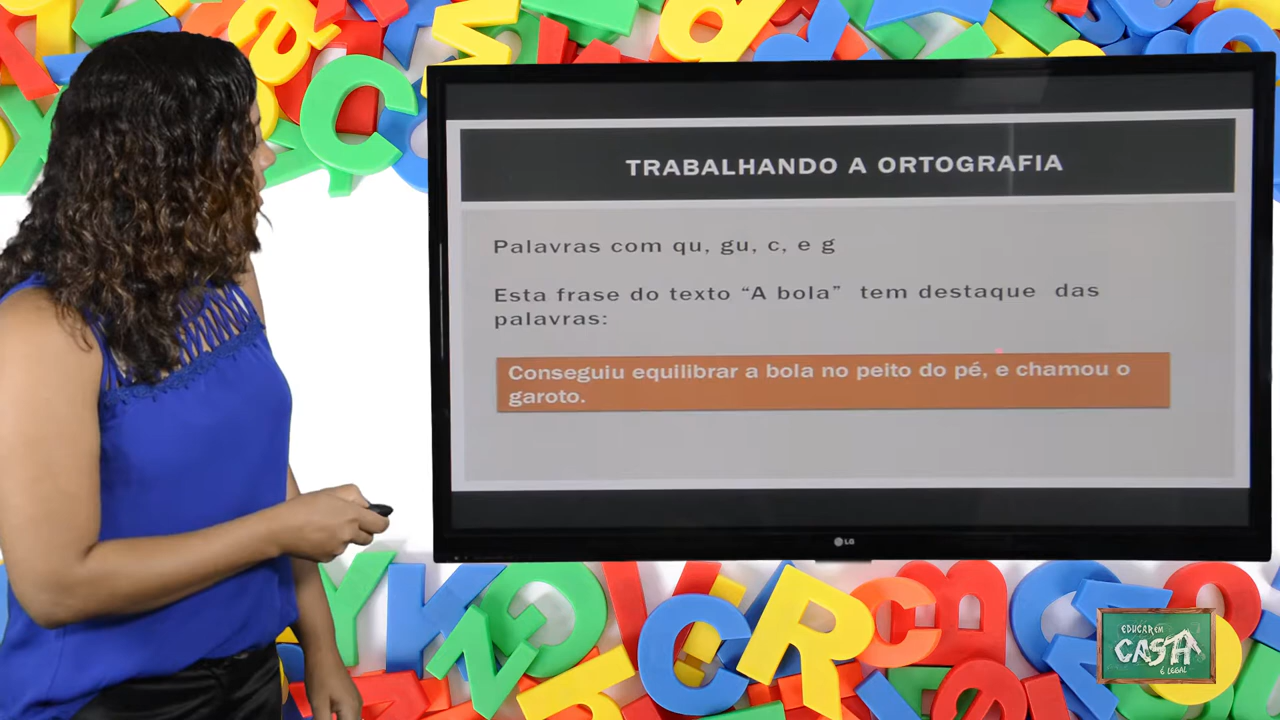 TRABALHANDO A ORTOGRAFIA
Palavras com qu, gu, c, e g
Esta frase do texto “A bola” tem destaque das
palavras:
Conseguiu equilibrar a bola no peito do pé, e chamou o
garoto.
LG
EDUCAR EM
CASA
É LEGAL